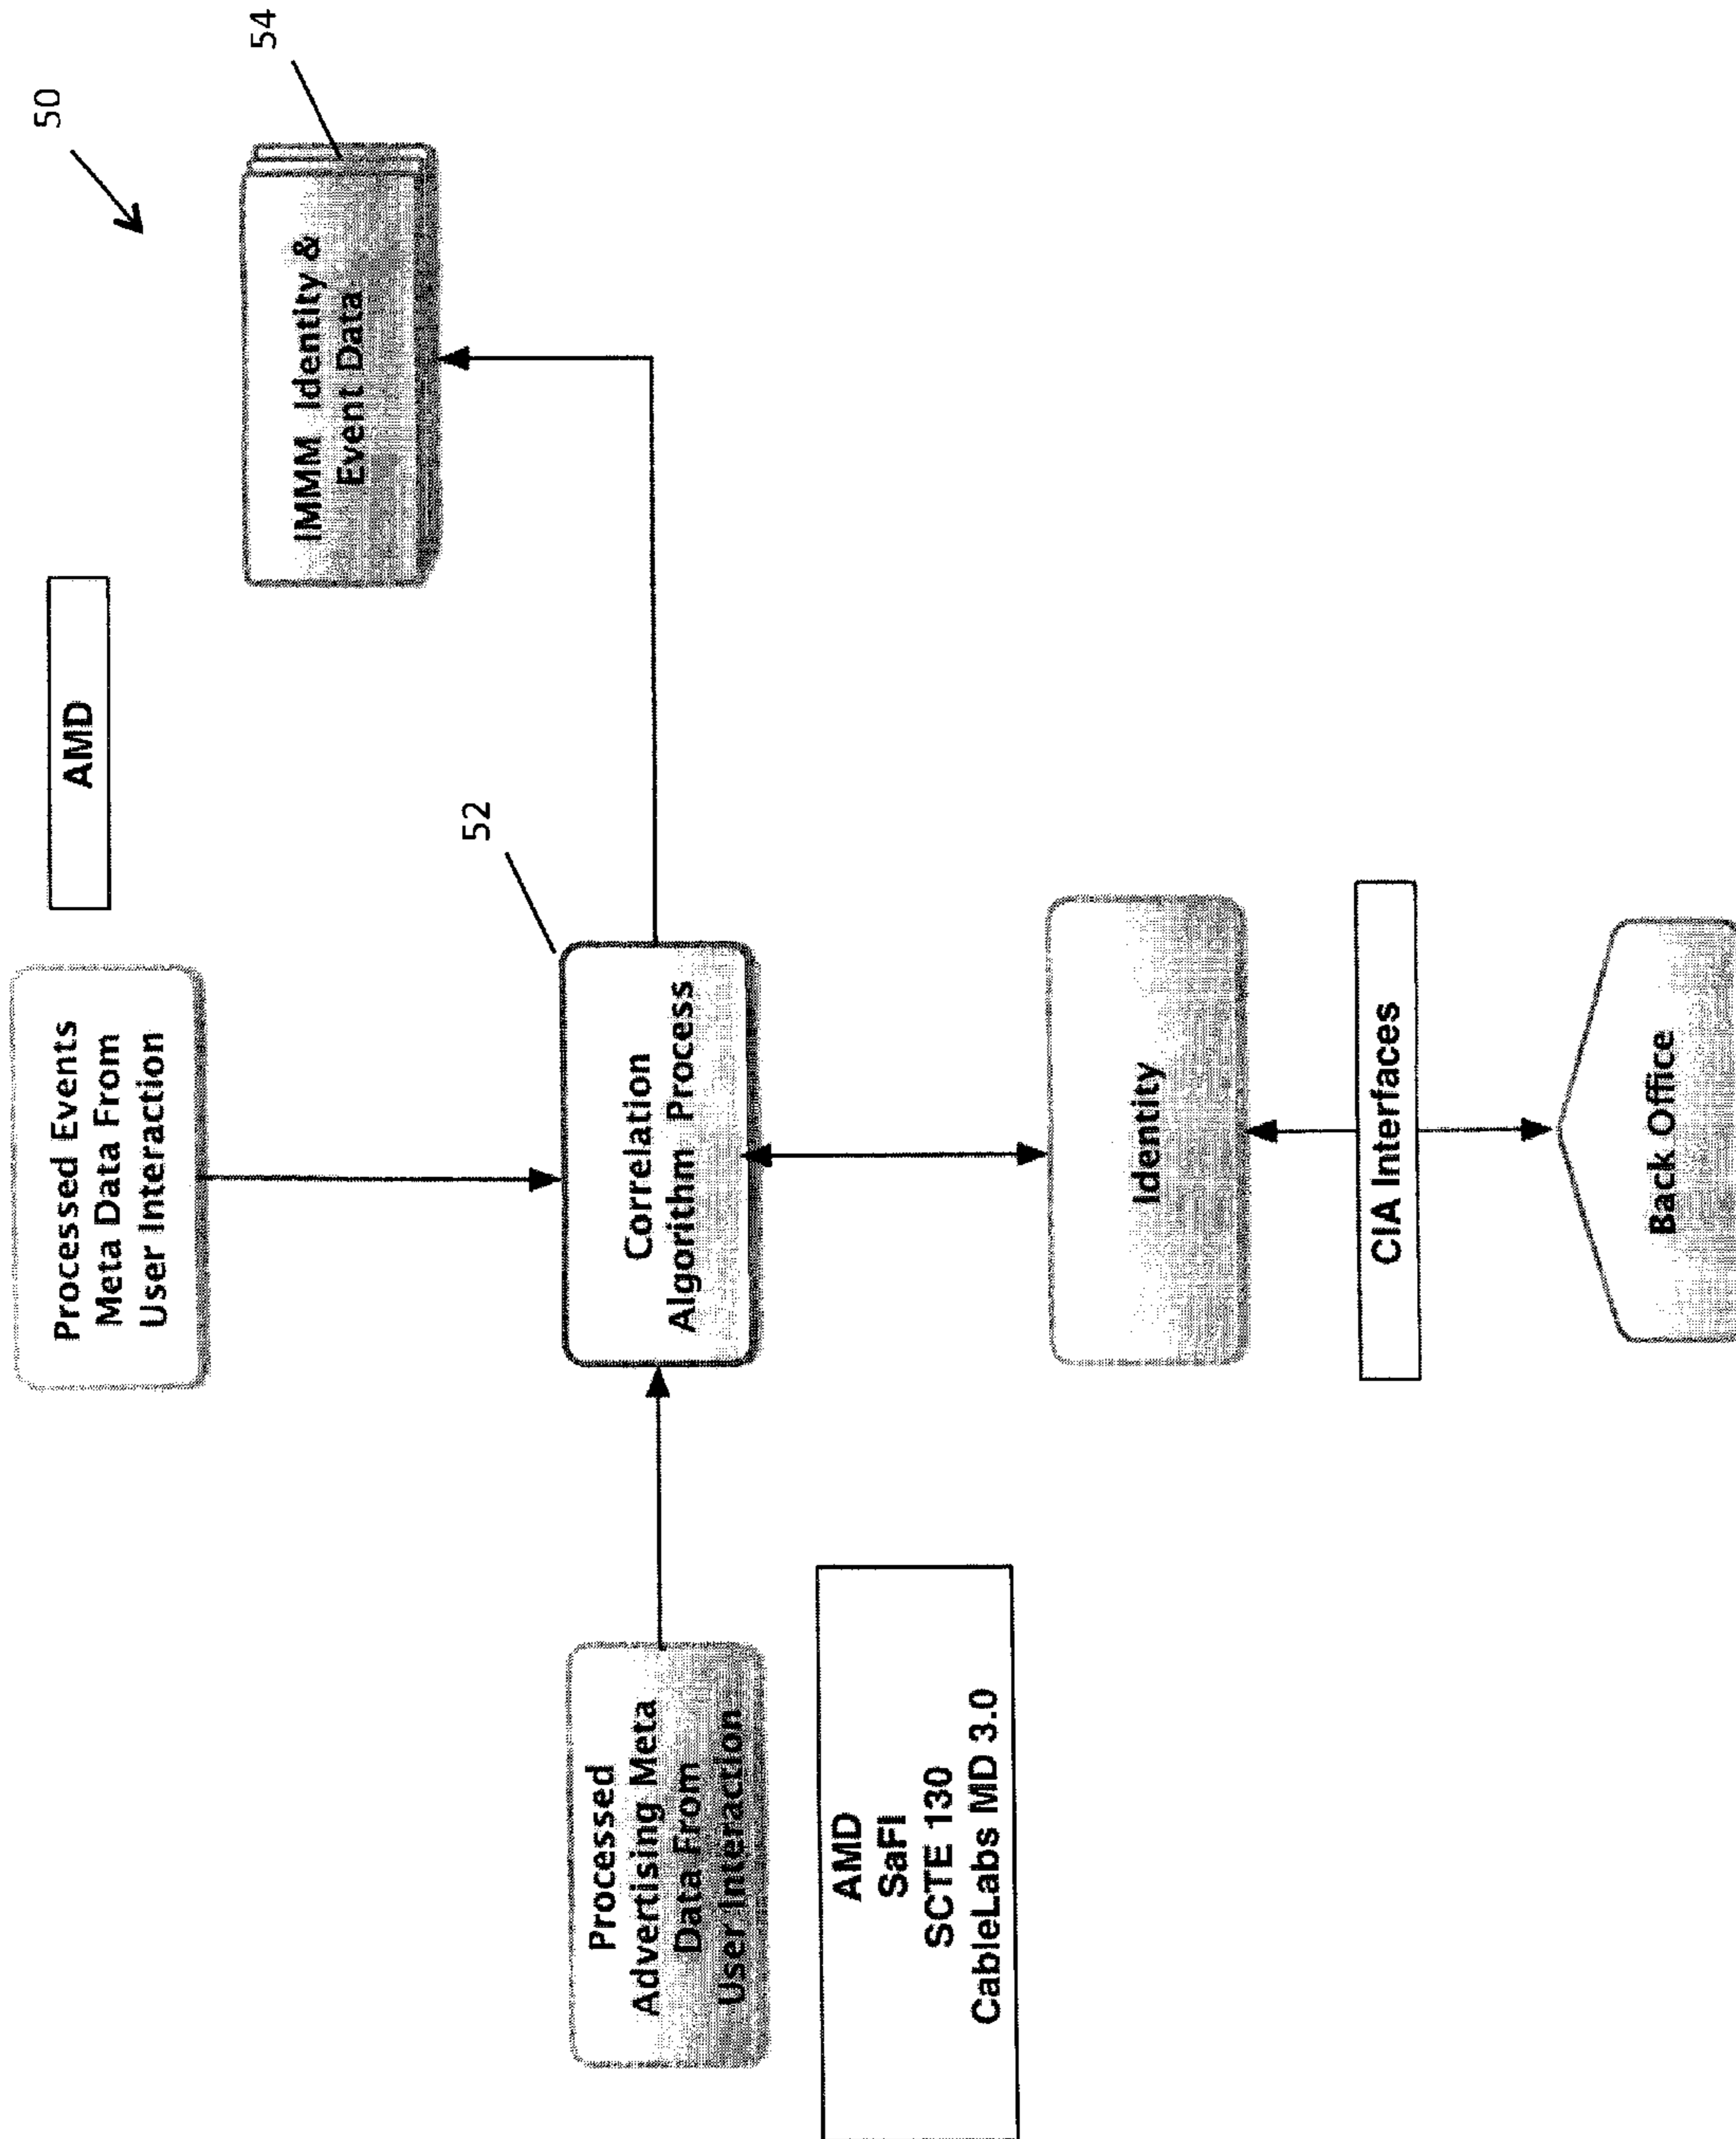 50
54
IMMM Identity &
Event Data
AMD
Processed Events
Meta Data From
User Interaction
52
Correlation
Algorithm Process
Processed
Advertising Meta
Data From
User Interaction
AMD
SaFI
SCTE 130
CableLabs MD 3.0
Identity
CIA Interfaces
Back Office